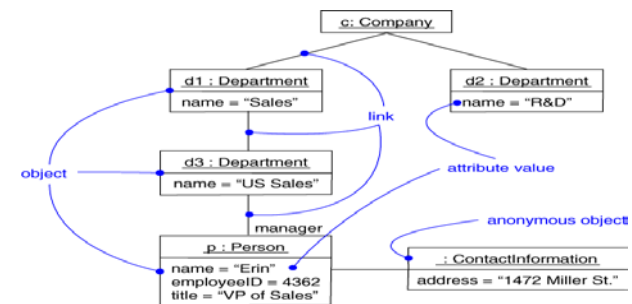 c: Company
d1 : Department
name = “Sales”
d2 : Department
name = “R&D”
link
object
d3 : Department
name = “US Sales”
attribute value
manager
anonymous object
p : Person
name = “Erin”
employeeID = 4362
title = “VP of Sales”
: ContactInformation
address = “1472 Miller St.”